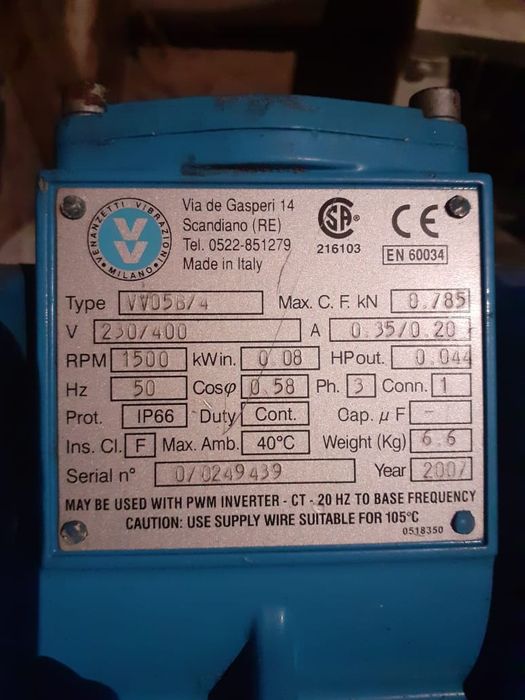 VENANZETTI VIBRAZIONI
MILANO
VV
Via de Gasperi 14
Scandiano (RE)
Tel. 0522-851279
Made in Italy
SA
216103
CE
EN 60034
Type VV05B/4 Max. C. F. kN 0.785
V 230/400 A 0.35/0.20
RPM 1500 kWin. 0.08 HPout. 0.044
Hz 50 Cosφ 0.58 Ph. 3 Conn. 1
Prot. IP66 Duty Cont. Cap. μF -
Ins. Cl. F Max. Amb. 40°C Weight (Kg) 6.6
Serial n° 070249439 Year 2007
MAY BE USED WITH PWM INVERTER - CT - 20 HZ TO BASE FREQUENCY
CAUTION: USE SUPPLY WIRE SUITABLE FOR 105°C
0518350